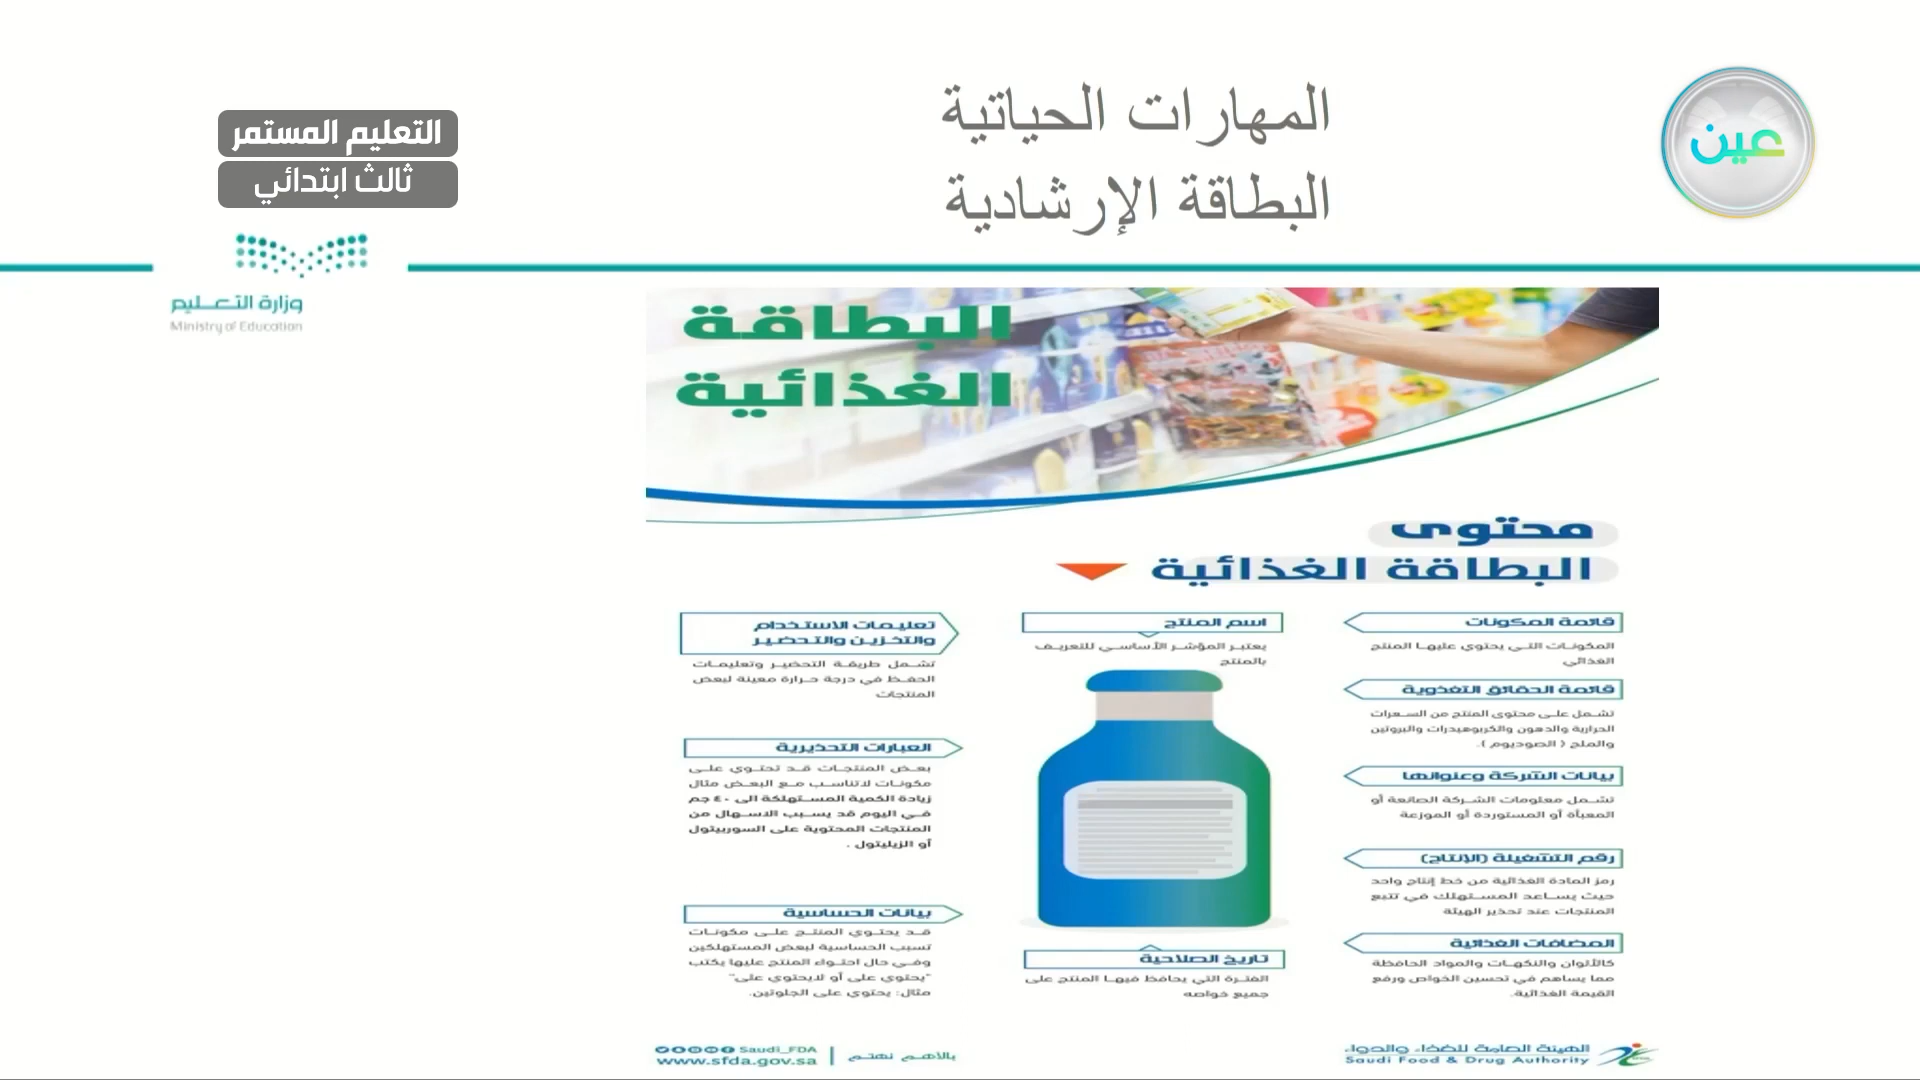 المهارات الحياتية
البطاقة الإرشادية
عين
التعليم المستمر
ثالث ابتدائي
وزارة التعـــليم
Ministry of Education
البطاقة
الغذائية
محتوى
البطاقة الغذائية
قائمة المكونات
المكونات التي يحتوي عليها المنتج
الغذائي
قائمة الحقائق التغذوية
تشمل على محتوى المنتج من السعرات
الحرارية والدهون والكربوهيدرات والبروتين
والملح ( الصوديوم ).
بيانات الشركة وعنوانها
تشمل معلومات الشركة الصانعة أو
المعبأة أو المستوردة أو الموزعة
رقم التشغيلة (الإنتاج)
رمز المادة الغذائية من خط إنتاج واحد
حيث يساعد المستهلك في تتبع
المنتجات عند تحذير الهيئة
المضافات الغذائية
كالألوان والنكهات والمواد الحافظة
مما يساهم في تحسين الخواص ورفع
القيمة الغذائية.
اسم المنتج
يعتبر المؤشر الأساسي للتعريف
بالمنتج
تاريخ الصلاحية
الفترة التي يحافظ فيها المنتج على
جميع خواصه
تعليمات الاستخدام
والتخزين والتحضير
تشمل طريقة التحضير وتعليمات
الحفظ في درجة حرارة معينة لبعض
المنتجات
العبارات التحذيرية
بعض المنتجات قد تحتوي على
مكونات لاتناسب مع البعض مثال
زيادة الكمية المستهلكة الى ٤٠ جم
في اليوم قد يسبب الاسهال من
المنتجات المحتوية على السوربيتول
أو الزيليتول .
بيانات الحساسية
قد يحتوي المنتج على مكونات
تسبب الحساسية لبعض المستهلكين
وفي حال احتواء المنتج عليها يكتب
"يحتوي على أو لايحتوي على"
مثال: يحتوي على الجلوتين.
الهيئة العامة للغذاء والدواء
Saudi Food & Drug Authority
بالأهم نهتم
Saudi_FDA
www.sfda.gov.sa